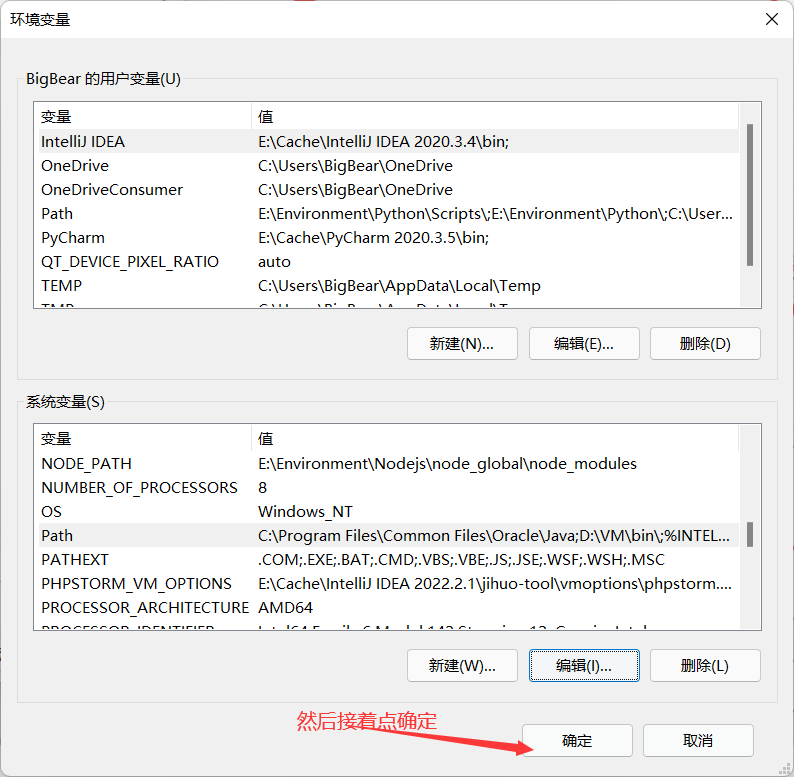 环境变量
BigBear 的用户变量(U)
变量 值
IntelliJ IDEA E:\Cache\IntelliJ IDEA 2020.3.4\bin;
OneDrive C:\Users\BigBear\OneDrive
OneDriveConsumer C:\Users\BigBear\OneDrive
Path E:\Environment\Python\Scripts\;E:\Environment\Python\;C:\User...
PyCharm E:\Cache\PyCharm 2020.3.5\bin;
QT_DEVICE_PIXEL_RATIO auto
TEMP C:\Users\BigBear\AppData\Local\Temp
新建(N)... 编辑(E)... 删除(D)
系统变量(S)
变量 值
NODE_PATH E:\Environment\Nodejs\node_global\node_modules
NUMBER_OF_PROCESSORS 8
OS Windows_NT
Path C:\Program Files\Common Files\Oracle\Java;D:\VM\bin\;%INTEL...
PATHEXT .COM;.EXE;.BAT;.CMD;.VBS;.VBE;.JS;.JSE;.WSF;.WSH;.MSC
PHPSTORM_VM_OPTIONS E:\Cache\IntelliJ IDEA 2022.2.1\jihuo-tool\vmoptions\phpstorm....
PROCESSOR_ARCHITECTURE AMD64
新建(W)... 编辑(I)... 删除(L)
然后接着点确定
确定 取消